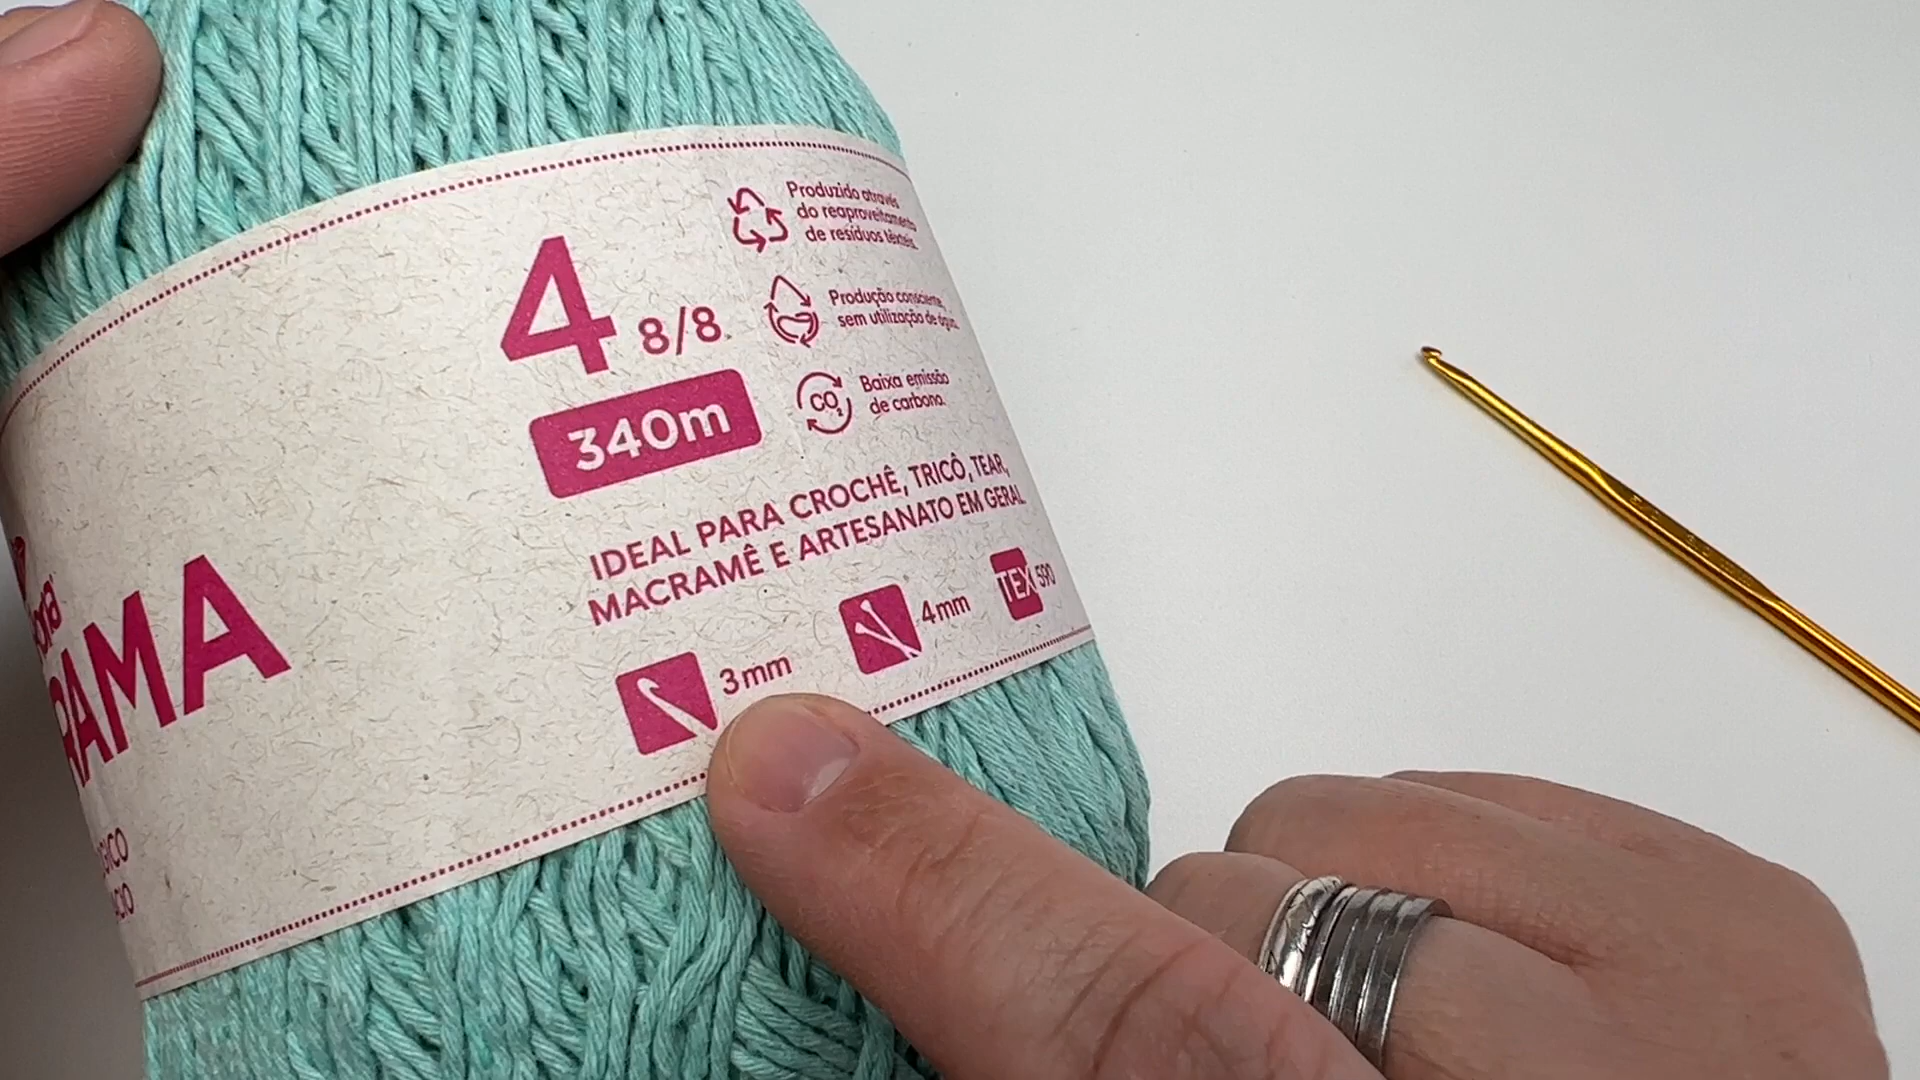 4 8/8
340m
Produzido através
do reaproveitamento
de resíduos têxteis.
Produção consciente,
sem utilização de água.
CO2
Baixa emissão
de carbono.
IDEAL PARA CROCHÊ, TRICÔ, TEAR,
MACRAMÊ E ARTESANATO EM GERAL
3mm
4mm
TEX 590